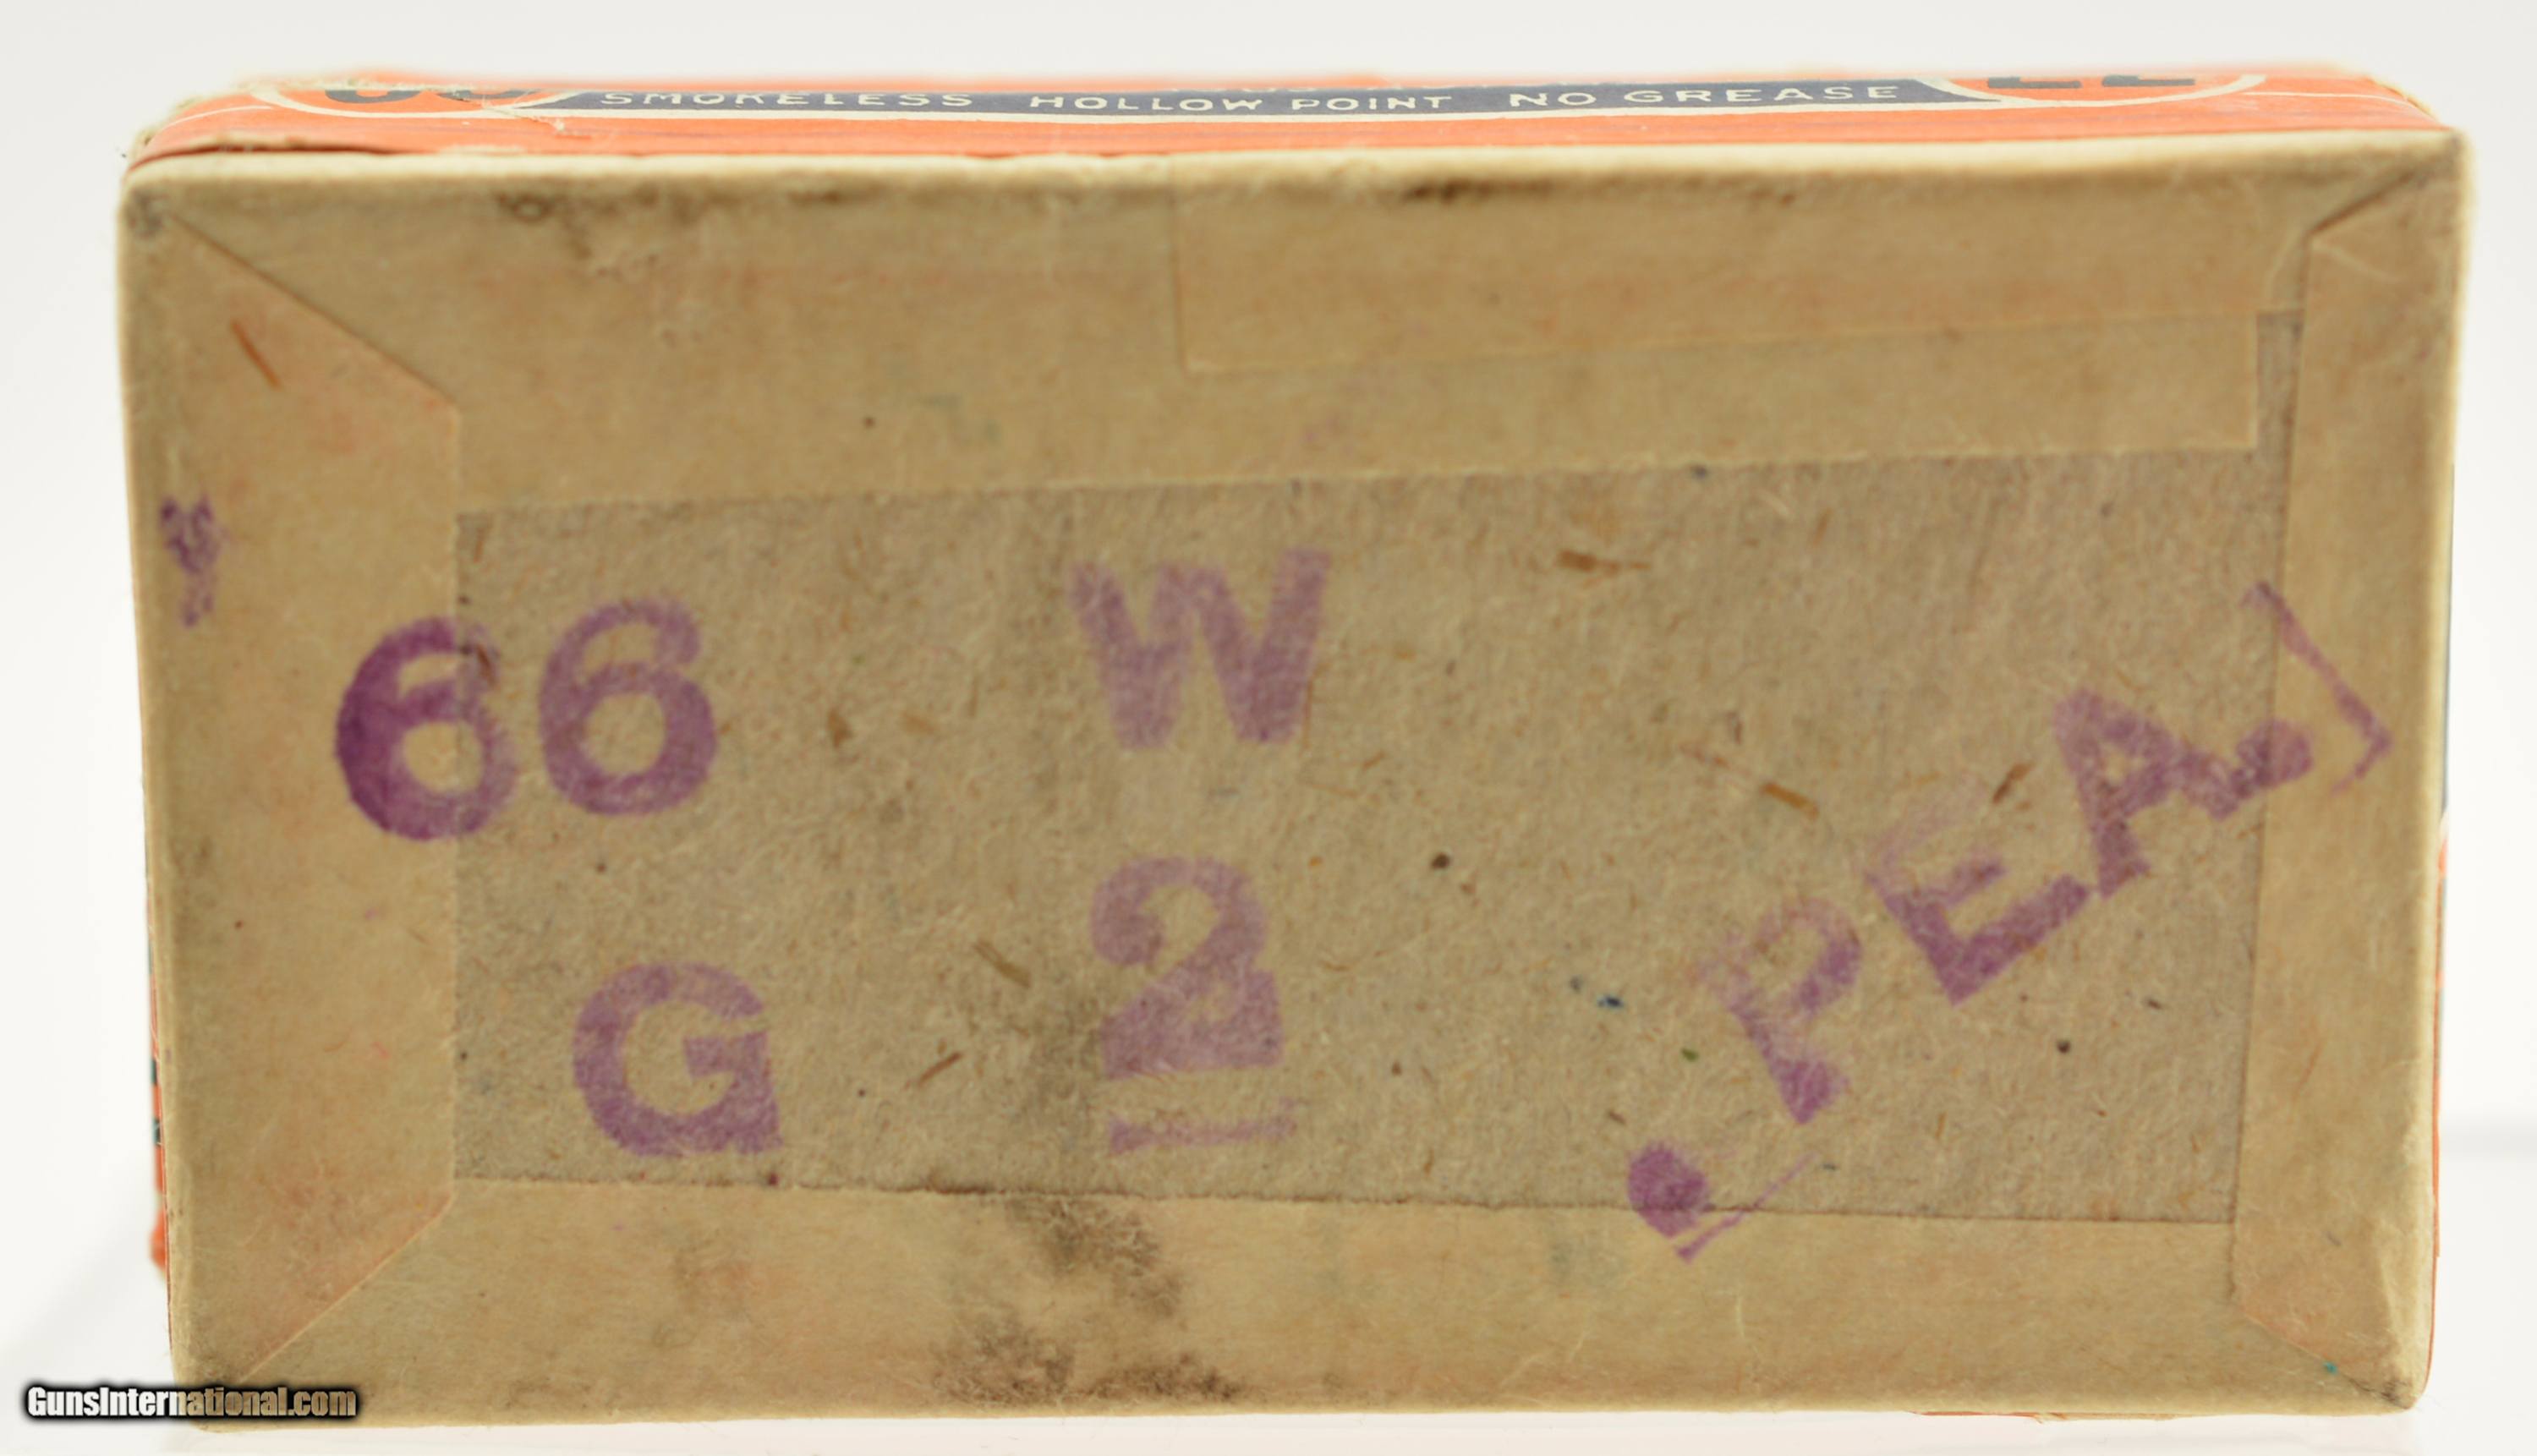 SMOKELESS HOLLOW POINT NO GREASE
66 W
G 2
.PEA.
GunsInternational.com